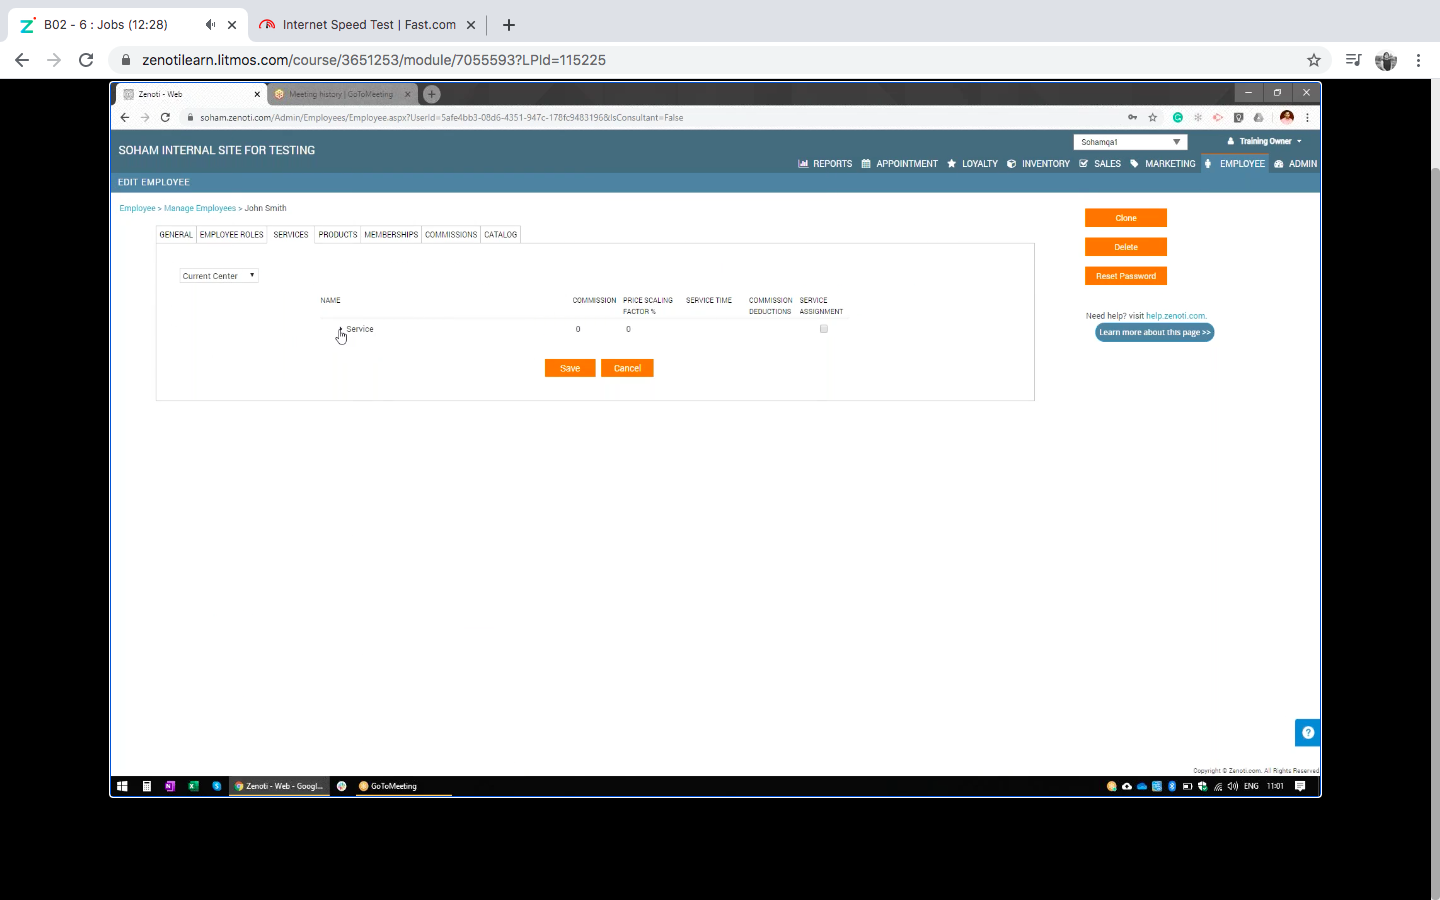 B02 - 6 : Jobs (12:28)
Internet Speed Test | Fast.com
zenotilearn.litmos.com/course/3651253/module/7055593?LPId=115225
Zenoti - Web
Meeting history | GoToMeeting
soham.zenoti.com/Admin/Employees/Employee.aspx?UserId=5afe4bb3-08d6-4351-947c-178fc9483196&IsConsultant=False
SOHAM INTERNAL SITE FOR TESTING
Sohamqa1
Training Owner
REPORTS APPOINTMENT LOYALTY INVENTORY SALES MARKETING EMPLOYEE ADMIN
EDIT EMPLOYEE
Employee > Manage Employees > John Smith
GENERAL EMPLOYEE ROLES SERVICES PRODUCTS MEMBERSHIPS COMMISSIONS CATALOG
Clone
Delete
Reset Password
Current Center
NAME COMMISSION PRICE SCALING FACTOR % SERVICE TIME COMMISSION DEDUCTIONS SERVICE ASSIGNMENT
Service 0 0
Save Cancel
Need help? visit help.zenoti.com.
Learn more about this page >>
?
Copyright © Zenoti.com. All Rights Reserved
Zenoti - Web - Googl...
GoToMeeting
ENG 11:01